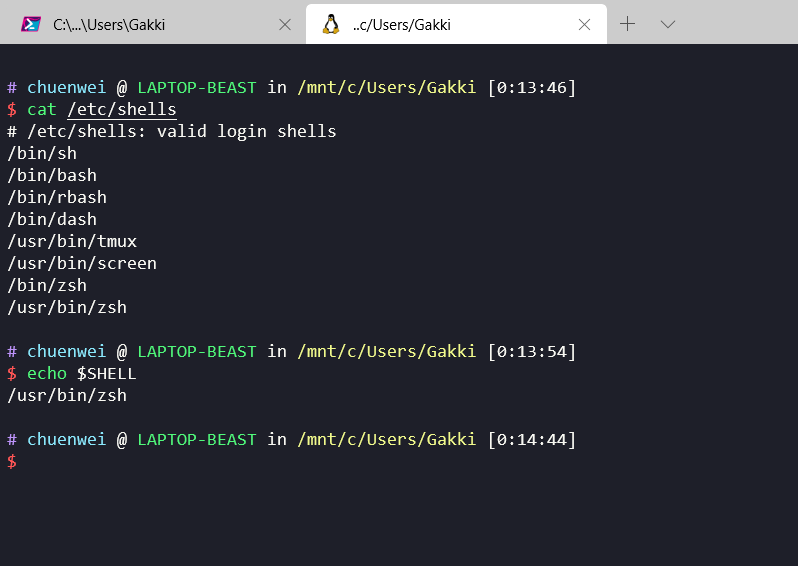 C:\...\Users\Gakki
..c/Users/Gakki
# chuenwei @ LAPTOP-BEAST in /mnt/c/Users/Gakki [0:13:46]
$ cat /etc/shells
# /etc/shells: valid login shells
/bin/sh
/bin/bash
/bin/rbash
/bin/dash
/usr/bin/tmux
/usr/bin/screen
/bin/zsh
/usr/bin/zsh
# chuenwei @ LAPTOP-BEAST in /mnt/c/Users/Gakki [0:13:54]
$ echo $SHELL
/usr/bin/zsh
# chuenwei @ LAPTOP-BEAST in /mnt/c/Users/Gakki [0:14:44]
$